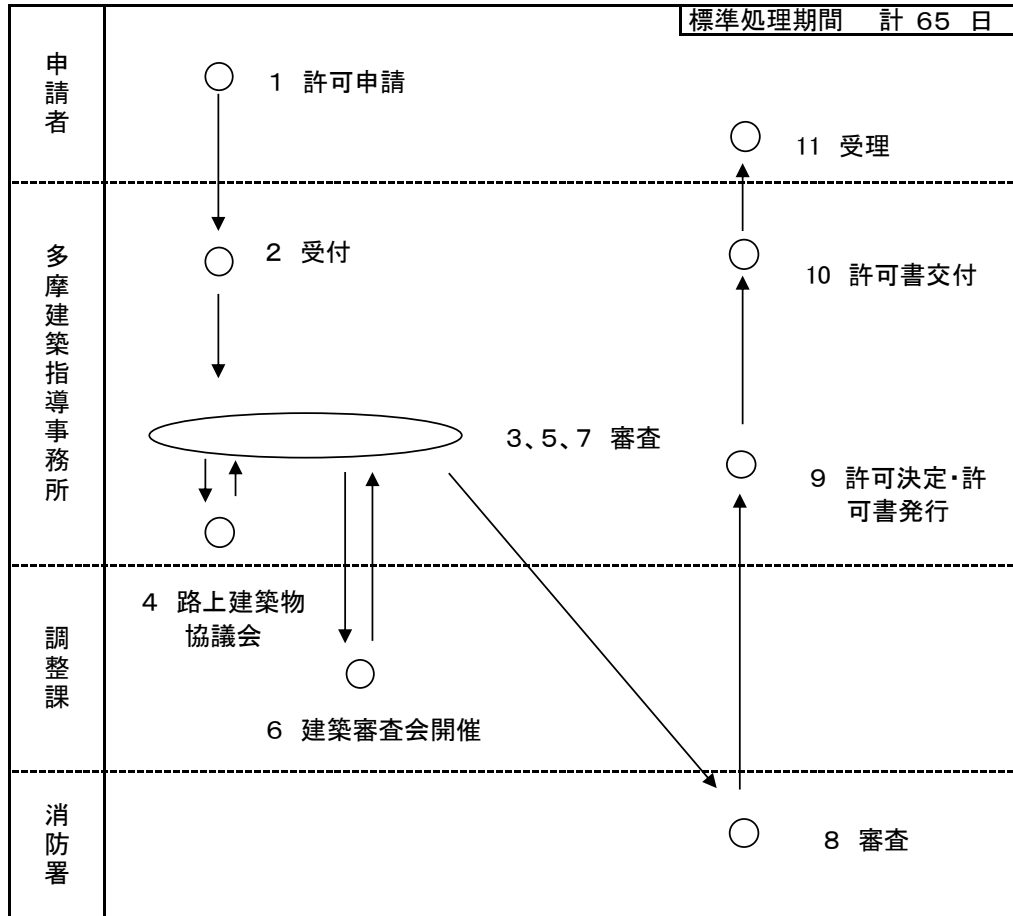 標準処理期間　計 65 日
申請者
1 許可申請
11 受理
多摩建築指導事務所
2 受付
10 許可書交付
3、5、7 審査
9 許可決定・許
可書発行
4 路上建築物
協議会
調整課
6 建築審査会開催
消防署
8 審査